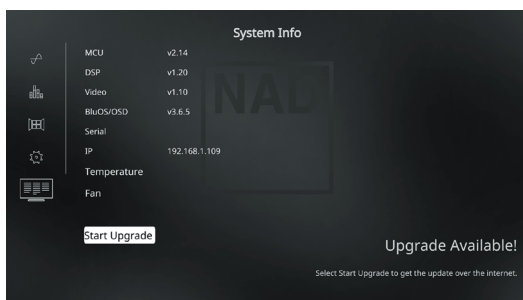 System Info
MCU v2.14
DSP v1.20
Video v1.10
BluOS/OSD v3.6.5
Serial
IP 192.168.1.109
Temperature
Fan
NAD
Start Upgrade
Upgrade Available!
Select Start Upgrade to get the update over the internet.